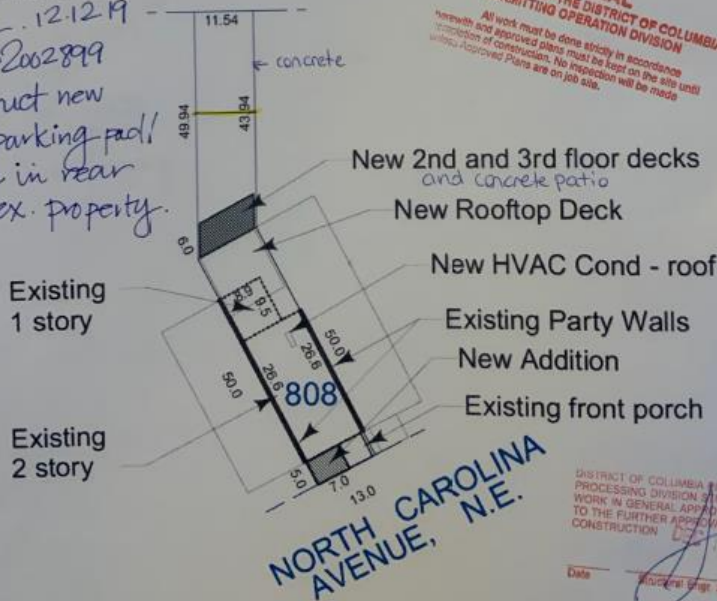 12.12.19
2002899
new
parking pad/
in rear
ex. property.
11.54
concrete
49.94
43.94
THE DISTRICT OF COLUMBIA
PERMITTING OPERATION DIVISION
All work must be done strictly in accordance
herewith and approved plans must be kept on the site until
completion of construction. No inspection will be made
unless Approved Plans are on job site.
New 2nd and 3rd floor decks
and concrete patio
New Rooftop Deck
6.0
New HVAC Cond - roof
Existing
1 story
9.5
Existing Party Walls
50.0
26.6
New Addition
50.0
26.6
808
Existing front porch
Existing
2 story
5.0
7.0
13.0
NORTH CAROLINA
AVENUE, N.E.
DISTRICT OF COLUMBIA
PROCESSING DIVISION
WORK IN GENERAL
TO THE FURTHER
CONSTRUCTION
Date
Structural Engr